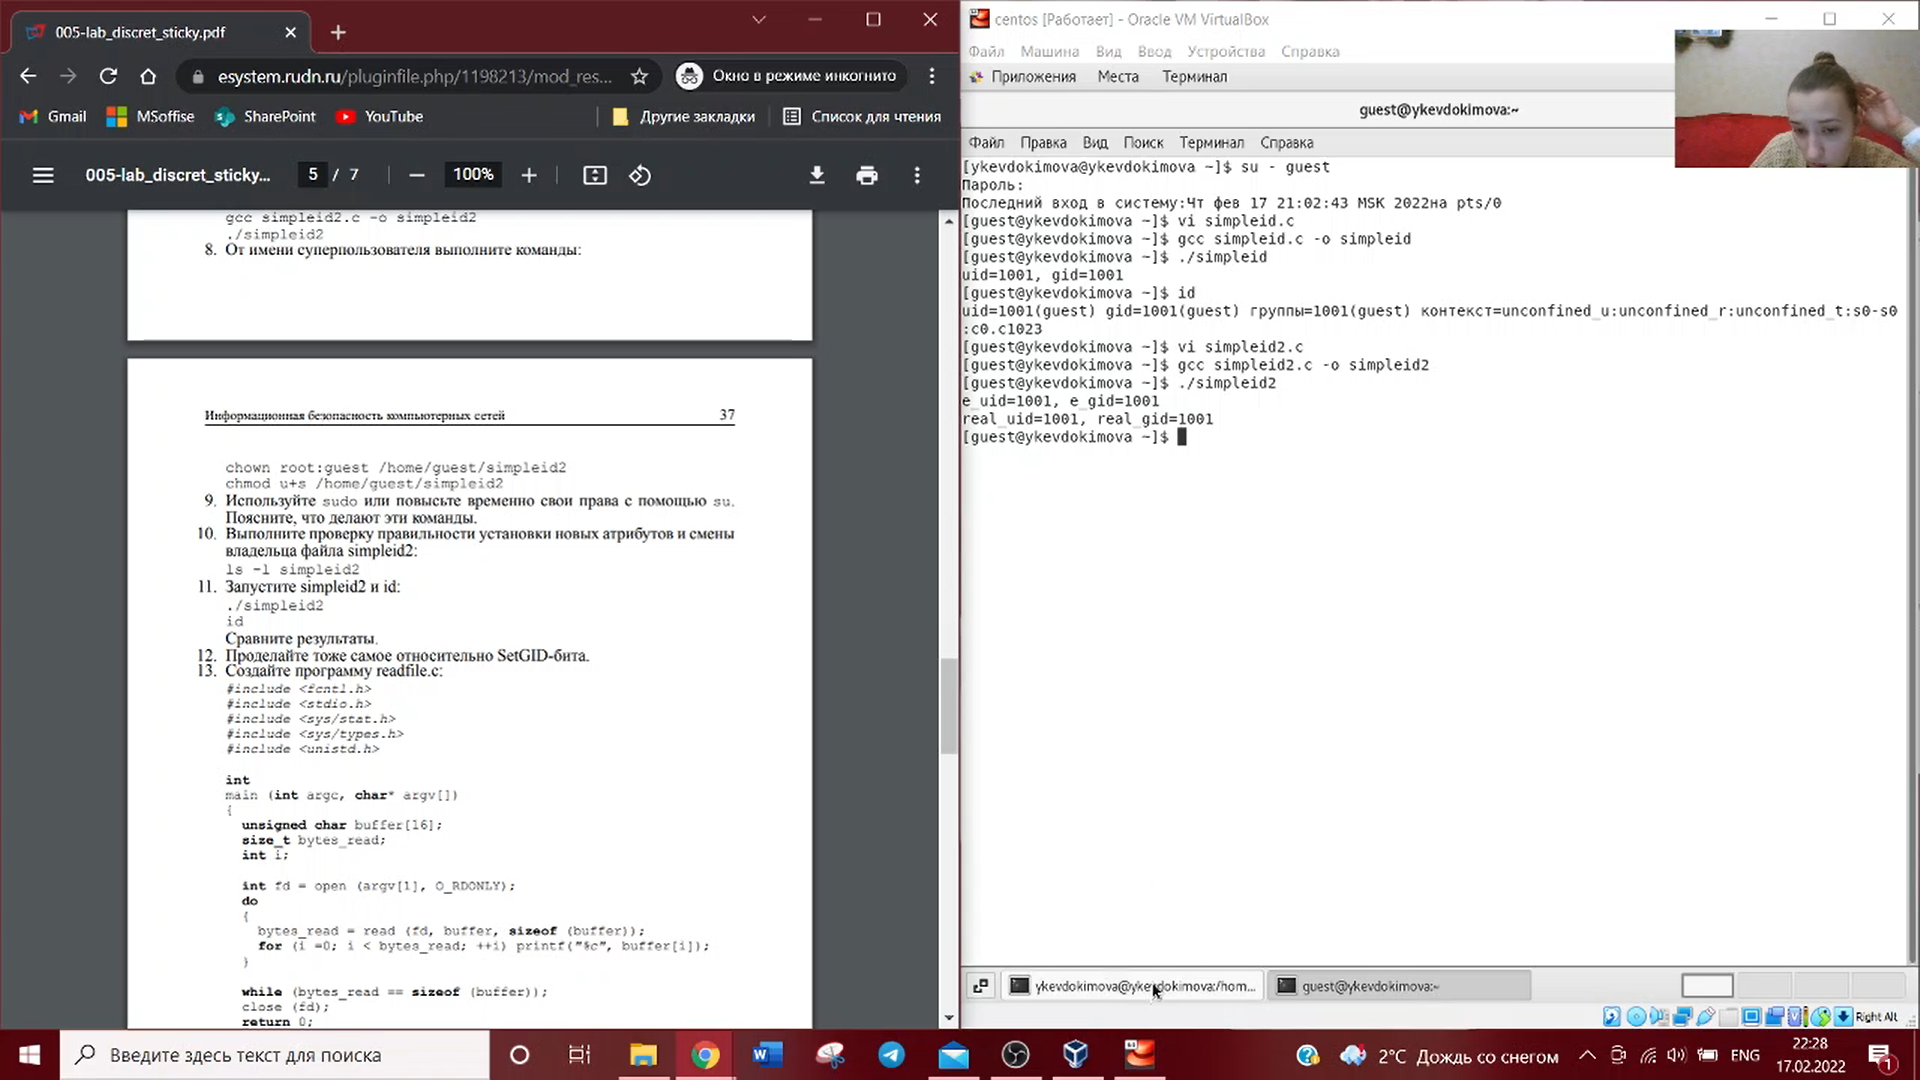 005-lab_discret_sticky.pdf
esystem.rudn.ru/pluginfile.php/1198213/mod_res...
Окно в режиме инкогнито
Gmail
MSoffise
SharePoint
YouTube
Другие закладки
Список для чтения
005-lab_discret_sticky...
5 / 7
100%
gcc simpleid2.c -o simpleid2
./simpleid2
8. От имени суперпользователя выполните команды:
Информационная безопасность компьютерных сетей 37
chown root:guest /home/guest/simpleid2
chmod u+s /home/guest/simpleid2
9. Используйте sudo или повысьте временно свои права с помощью su.
Поясните, что делают эти команды.
10. Выполните проверку правильности установки новых атрибутов и смены
владельца файла simpleid2:
ls -l simpleid2
11. Запустите simpleid2 и id:
./simpleid2
id
Сравните результаты.
12. Проделайте тоже самое относительно SetGID-бита.
13. Создайте программу readfile.c:
#include <fcntl.h>
#include <stdio.h>
#include <sys/stat.h>
#include <sys/types.h>
#include <unistd.h>
int
main (int argc, char* argv[])
{
unsigned char buffer[16];
size_t bytes_read;
int i;
int fd = open (argv[1], O_RDONLY);
do
{
bytes_read = read (fd, buffer, sizeof (buffer));
for (i =0; i < bytes_read; ++i) printf("%c", buffer[i]);
}
while (bytes_read == sizeof (buffer));
close (fd);
return 0;
centos [Работает] - Oracle VM VirtualBox
Файл Машина Вид Ввод Устройства Справка
Приложения Места Терминал
guest@ykevdokimova:~
Файл Правка Вид Поиск Терминал Справка
[ykevdokimova@ykevdokimova ~]$ su - guest
Пароль:
Последний вход в систему:Чт фев 17 21:02:43 MSK 2022на pts/0
[guest@ykevdokimova ~]$ vi simpleid.c
[guest@ykevdokimova ~]$ gcc simpleid.c -o simpleid
[guest@ykevdokimova ~]$ ./simpleid
uid=1001, gid=1001
[guest@ykevdokimova ~]$ id
uid=1001(guest) gid=1001(guest) группы=1001(guest) контекст=unconfined_u:unconfined_r:unconfined_t:s0-s0
:c0.c1023
[guest@ykevdokimova ~]$ vi simpleid2.c
[guest@ykevdokimova ~]$ gcc simpleid2.c -o simpleid2
[guest@ykevdokimova ~]$ ./simpleid2
e_uid=1001, e_gid=1001
real_uid=1001, real_gid=1001
[guest@ykevdokimova ~]$
ykevdokimova@ykevdokimova:/hom...
guest@ykevdokimova:~
Right Alt
Введите здесь текст для поиска
2°C Дождь со снегом
ENG
22:28
17.02.2022
1